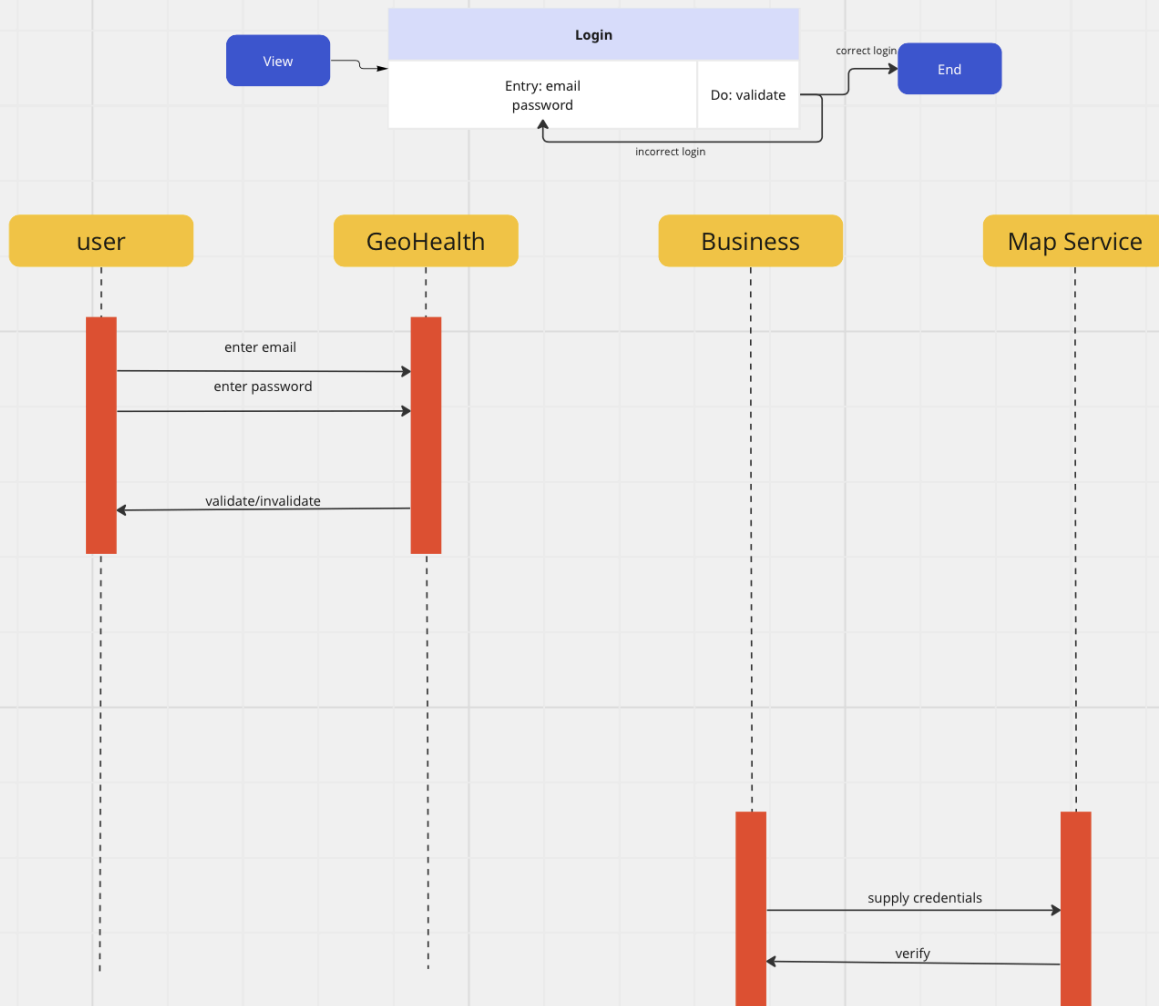 Login
View
Entry: email
password
Do: validate
correct login
End
incorrect login
user
GeoHealth
Business
Map Service
enter email
enter password
validate/invalidate
supply credentials
verify